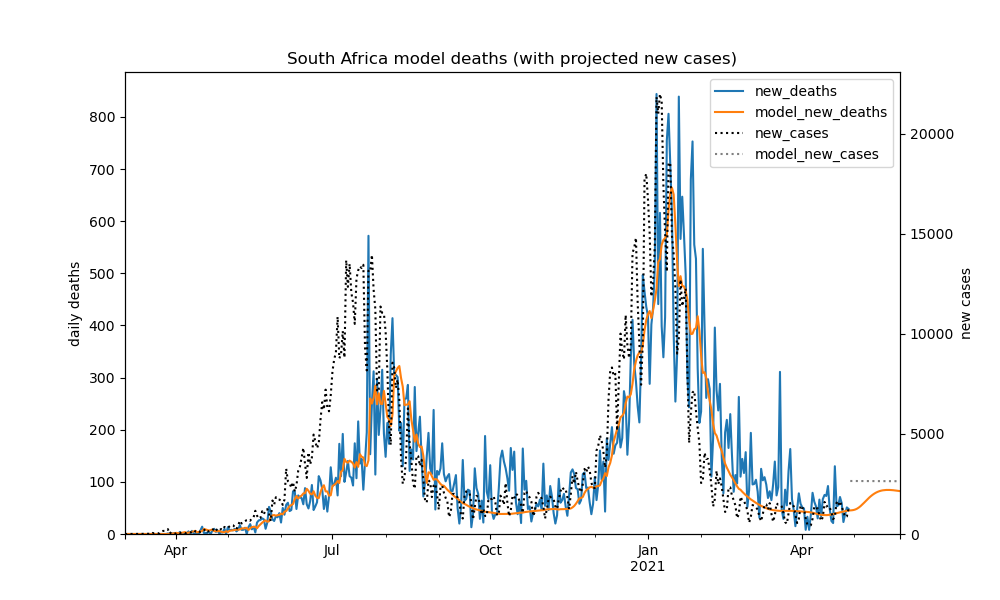 South Africa model deaths (with projected new cases)
new_deaths
model_new_deaths
new_cases
model_new_cases
daily deaths
800
700
600
500
400
300
200
100
0
20000
15000
10000
5000
0
new cases
Apr
Jul
Oct
Jan
2021
Apr